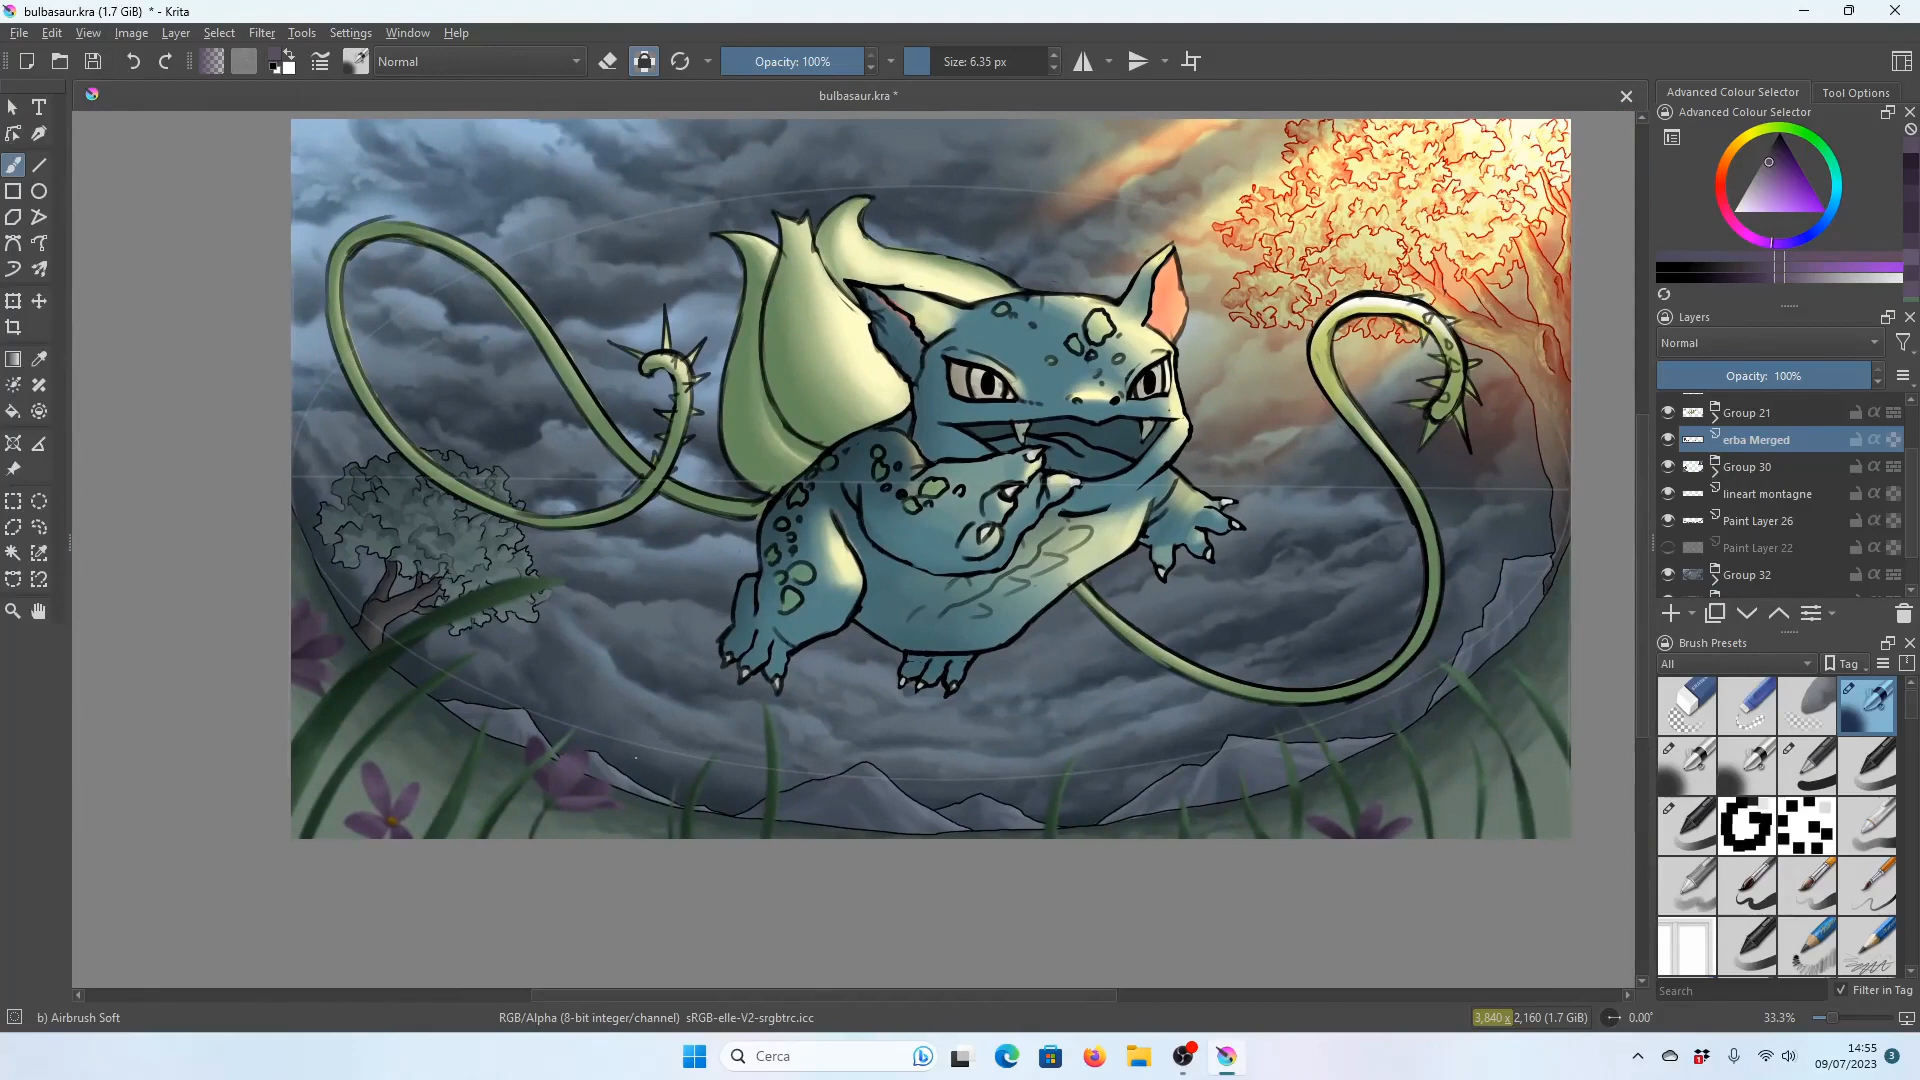 bulbasaur.kra (1.7 GiB) * - Krita
File Edit View Image Layer Select Filter Tools Settings Window Help
Normal
Opacity: 100%
Size: 6.35 px
bulbasaur.kra *
Advanced Colour Selector
Tool Options
Advanced Colour Selector
Layers
Normal
Opacity: 100%
Group 21
erba Merged
Group 30
lineart montagne
Paint Layer 26
Paint Layer 22
Group 32
Brush Presets
All
Tag
Search
Filter in Tag
b) Airbrush Soft
RGB/Alpha (8-bit integer/channel) sRGB-elle-V2-srgbtrc.icc
3,840 x 2,160 (1.7 GiB)
0.00°
33.3%
Cerca
1
14:55
09/07/2023
3